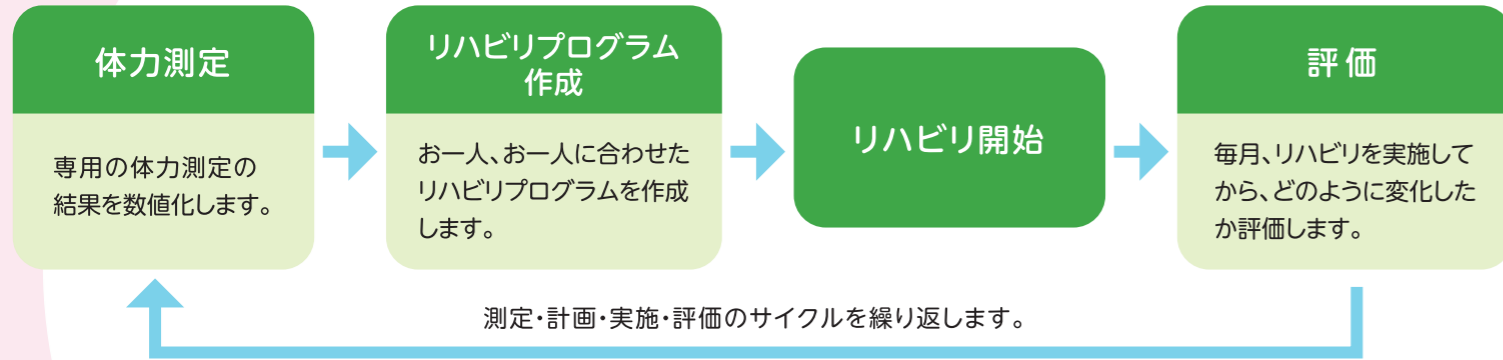 体力測定
専用の体力測定の
結果を数値化します。
リハビリプログラム
作成
お一人、お一人に合わせた
リハビリプログラムを作成
します。
リハビリ開始
評価
毎月、リハビリを実施して
から、どのように変化した
か評価します。
測定・計画・実施・評価のサイクルを繰り返します。